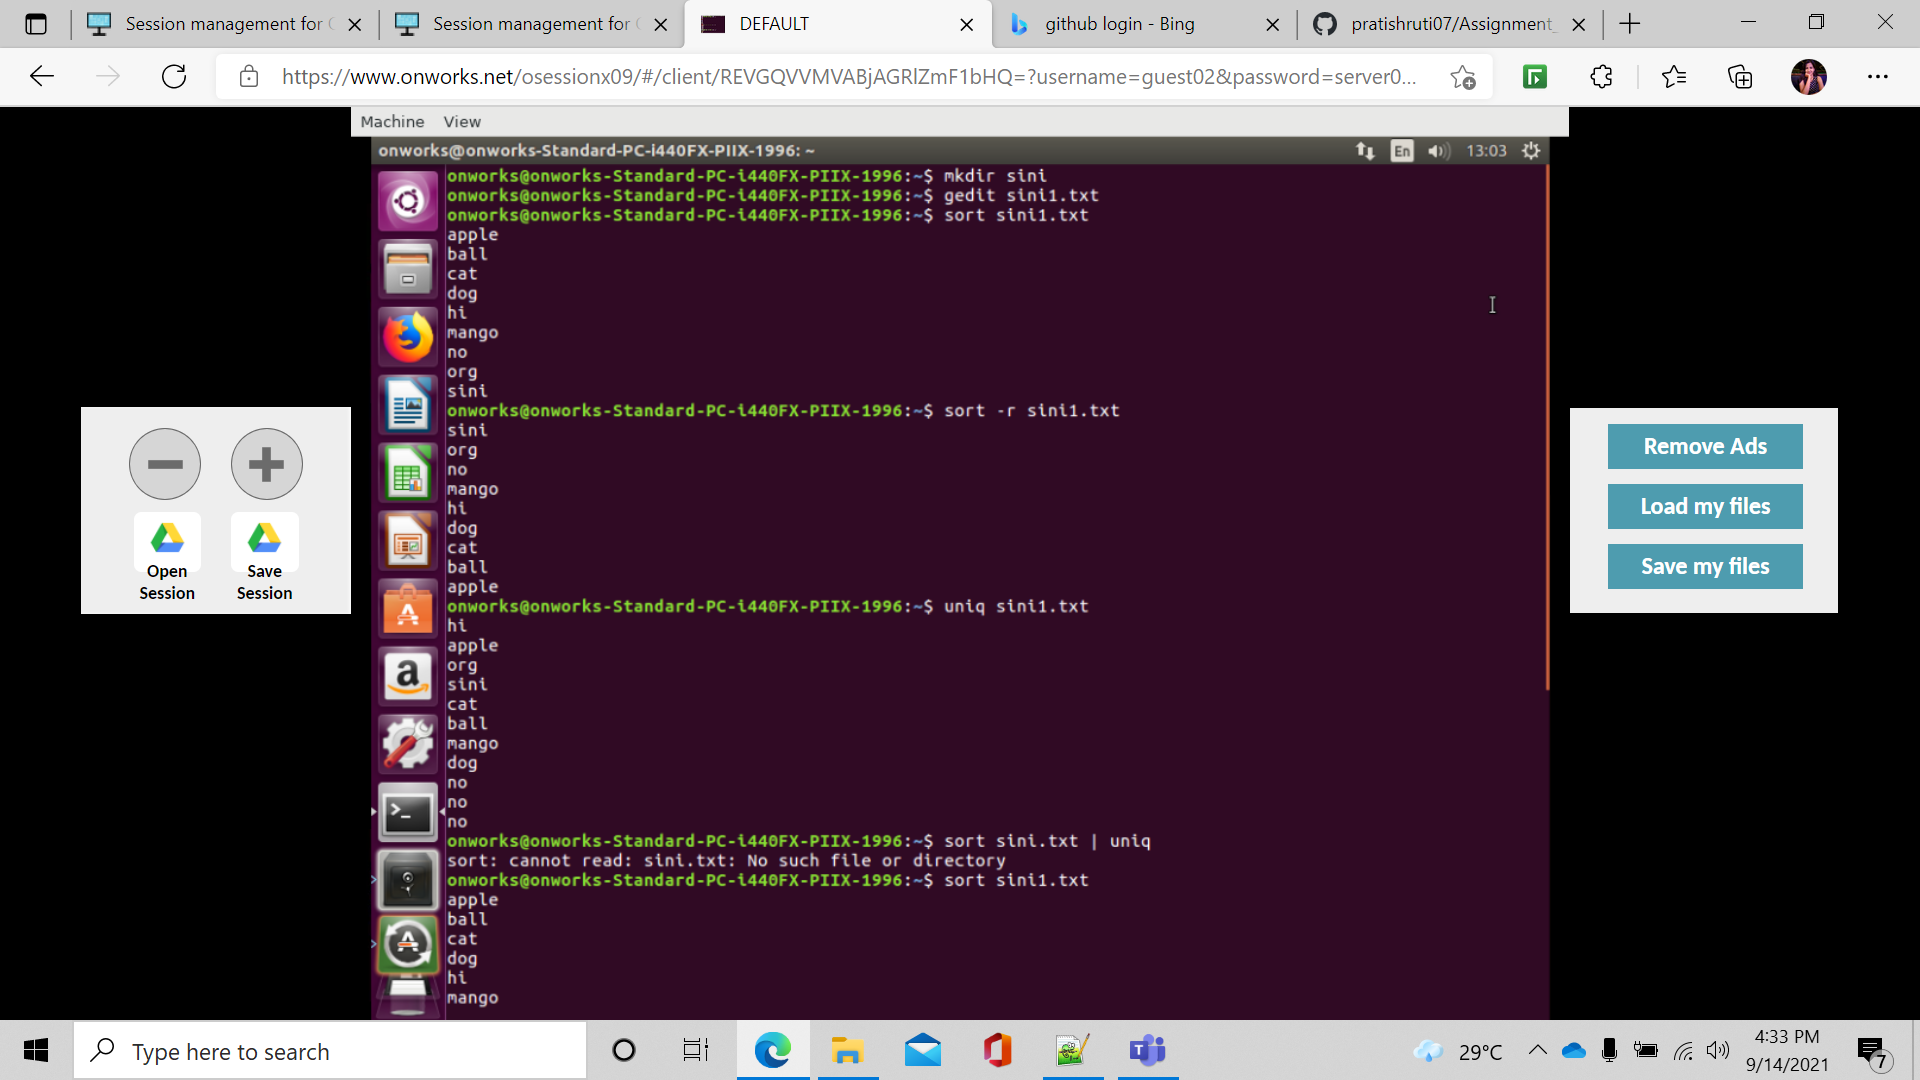 Session management for
Session management for
DEFAULT
github login - Bing
pratishruti07/Assignment_
https://www.onworks.net/osessionx09/#/client/REVGQVVMVABjAGRlZmF1bHQ=?username=guest02&password=server0...
Machine View
onworks@onworks-Standard-PC-i440FX-PIIX-1996: ~
En 13:03
onworks@onworks-Standard-PC-i440FX-PIIX-1996:~$ mkdir sini
onworks@onworks-Standard-PC-i440FX-PIIX-1996:~$ gedit sini1.txt
onworks@onworks-Standard-PC-i440FX-PIIX-1996:~$ sort sini1.txt
apple
ball
cat
dog
hi
mango
no
org
sini
onworks@onworks-Standard-PC-i440FX-PIIX-1996:~$ sort -r sini1.txt
sini
org
no
mango
hi
dog
cat
ball
apple
onworks@onworks-Standard-PC-i440FX-PIIX-1996:~$ uniq sini1.txt
hi
apple
org
sini
cat
ball
mango
dog
no
no
no
onworks@onworks-Standard-PC-i440FX-PIIX-1996:~$ sort sini.txt | uniq
sort: cannot read: sini.txt: No such file or directory
onworks@onworks-Standard-PC-i440FX-PIIX-1996:~$ sort sini1.txt
apple
ball
cat
dog
hi
mango
Open Session
Save Session
Remove Ads
Load my files
Save my files
Type here to search
29°C
4:33 PM
9/14/2021
7